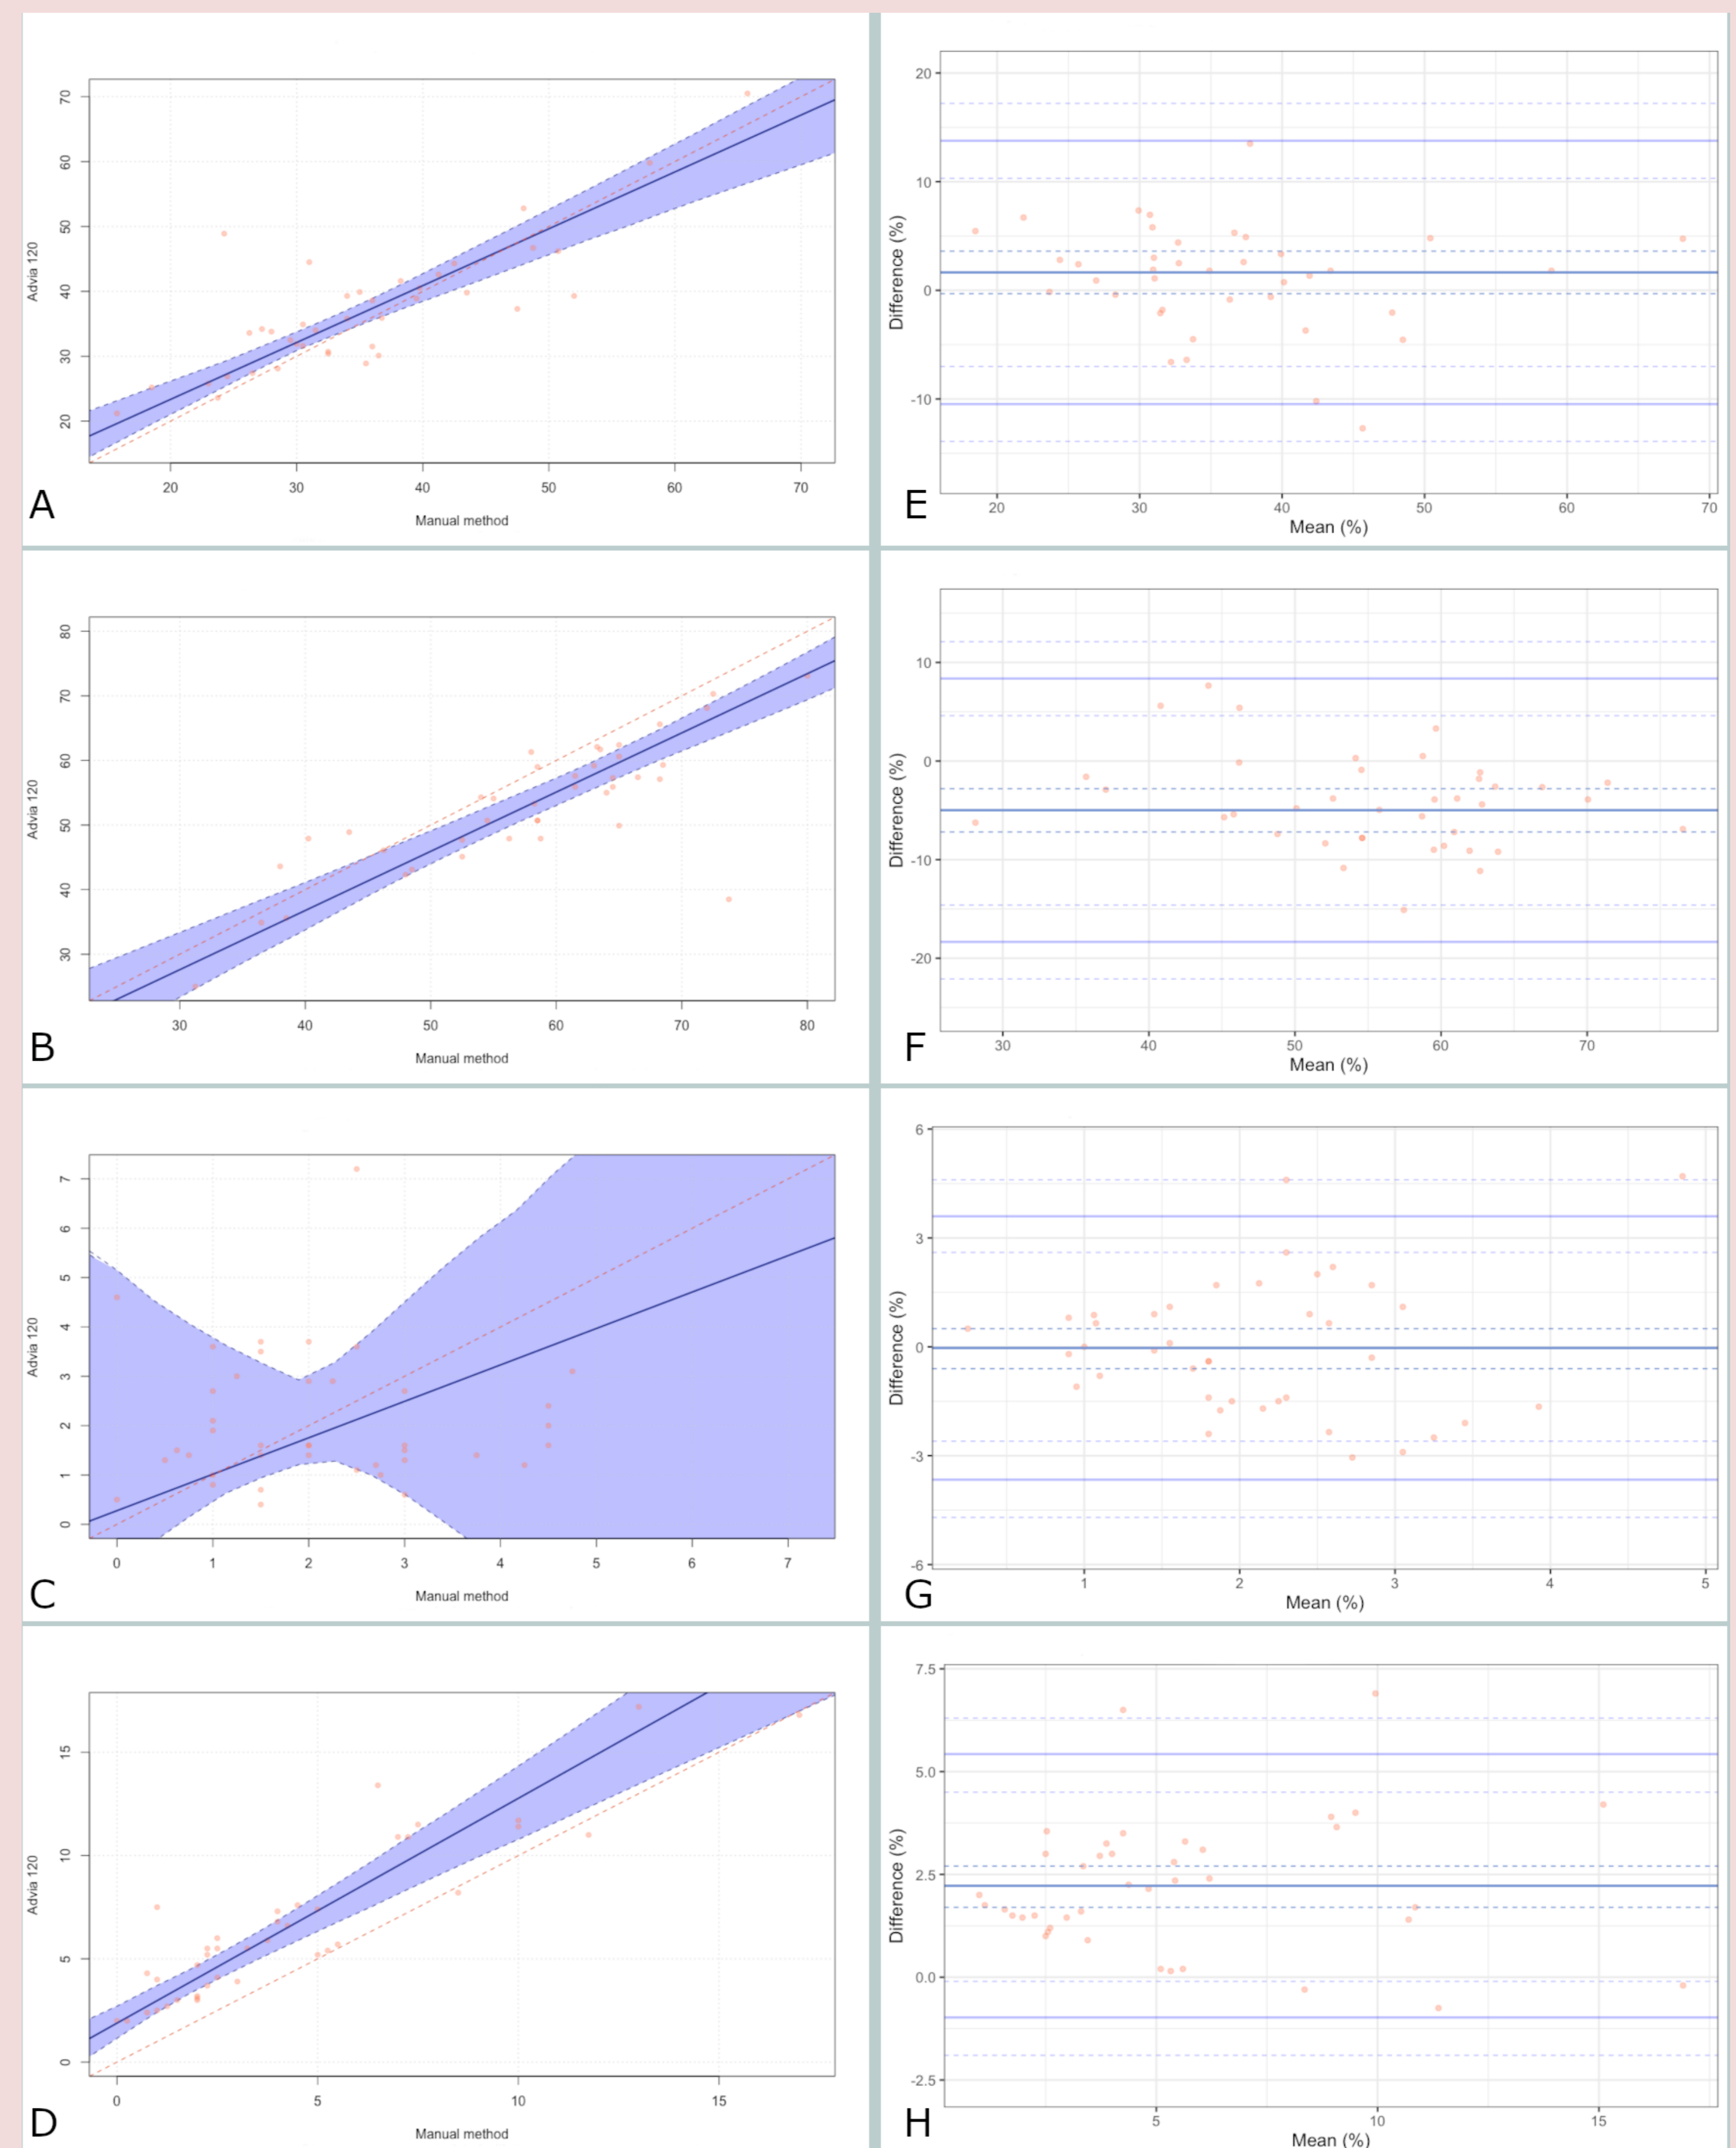 70
60
50
40
30
20
Advia 120
20 30 40 50 60 70
Manual method
A
20
10
0
-10
Difference (%)
20 30 40 50 60 70
Mean (%)
E
80
70
60
50
40
30
Advia 120
30 40 50 60 70 80
Manual method
B
10
0
-10
-20
Difference (%)
30 40 50 60 70
Mean (%)
F
7
6
5
4
3
2
1
0
Advia 120
0 1 2 3 4 5 6 7
Manual method
C
6
3
0
-3
-6
Difference (%)
1 2 3 4 5
Mean (%)
G
15
10
5
0
Advia 120
0 5 10 15
Manual method
D
7.5
5.0
2.5
0.0
-2.5
Difference (%)
5 10 15
Mean (%)
H